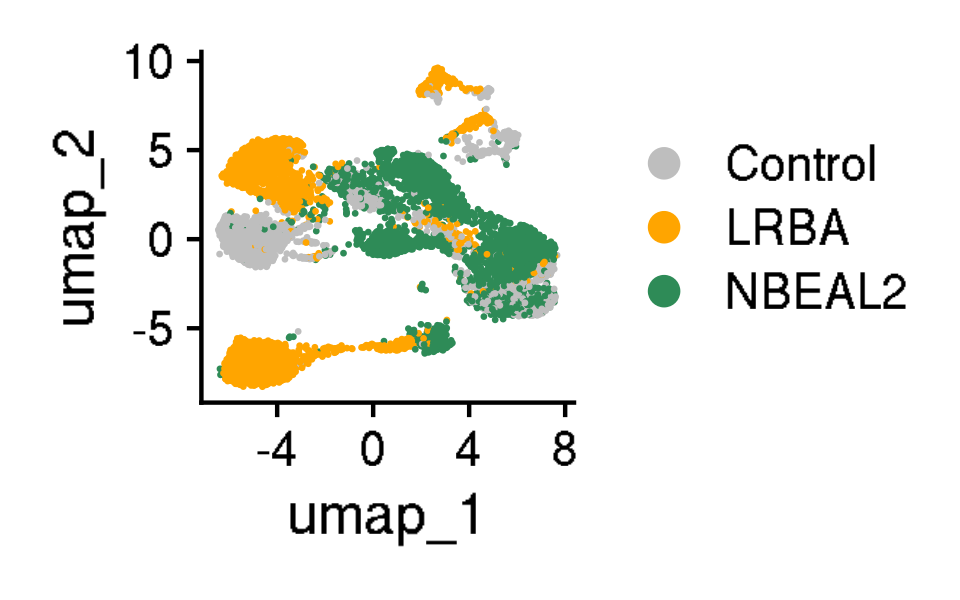 10
5
0
-5
umap_2
-4 0 4 8
umap_1
Control
LRBA
NBEAL2